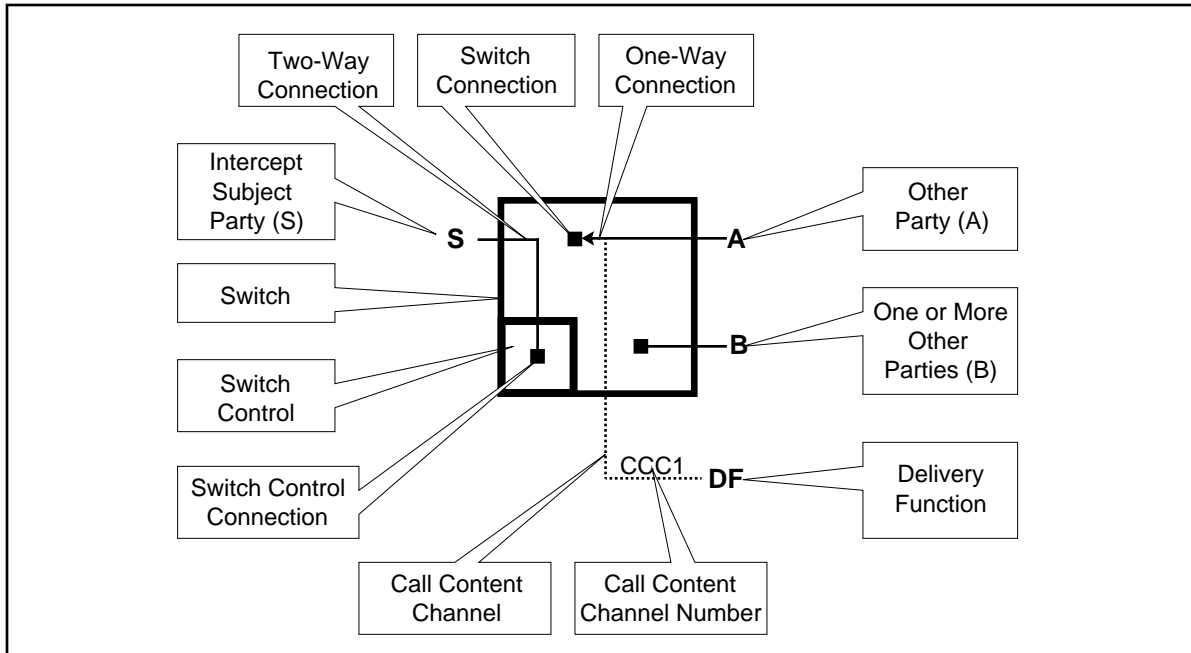 Two-Way
Connection
Switch
Connection
One-Way
Connection
Intercept
Subject
Party (S)
S
A
Other
Party (A)
Switch
B
One or More
Other
Parties (B)
Switch
Control
Switch Control
Connection
CCC1
DF
Delivery
Function
Call Content
Channel
Call Content
Channel Number